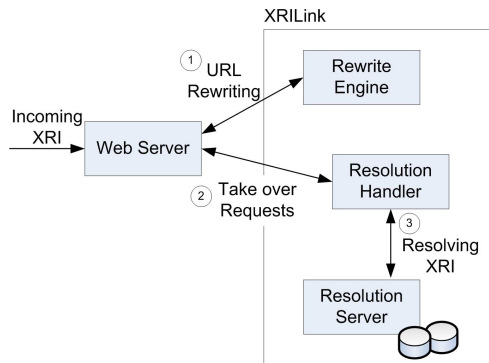 XRILink
1
URL
Rewriting
Rewrite
Engine
Incoming
XRI
Web Server
2
Take over
Requests
Resolution
Handler
3
Resolving
XRI
Resolution
Server